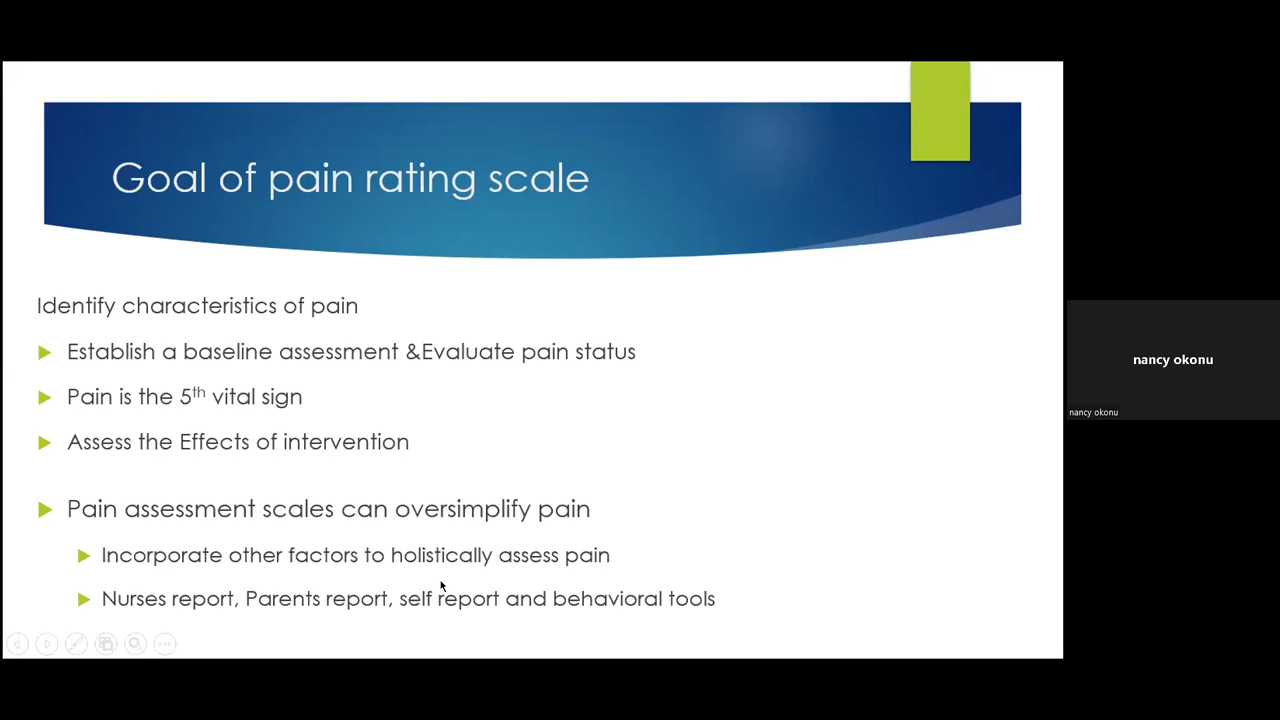 Goal of pain rating scale
Identify characteristics of pain
Establish a baseline assessment &Evaluate pain status
Pain is the 5th vital sign
Assess the Effects of intervention
Pain assessment scales can oversimplify pain
Incorporate other factors to holistically assess pain
Nurses report, Parents report, self report and behavioral tools
nancy okonu
nancy okonu